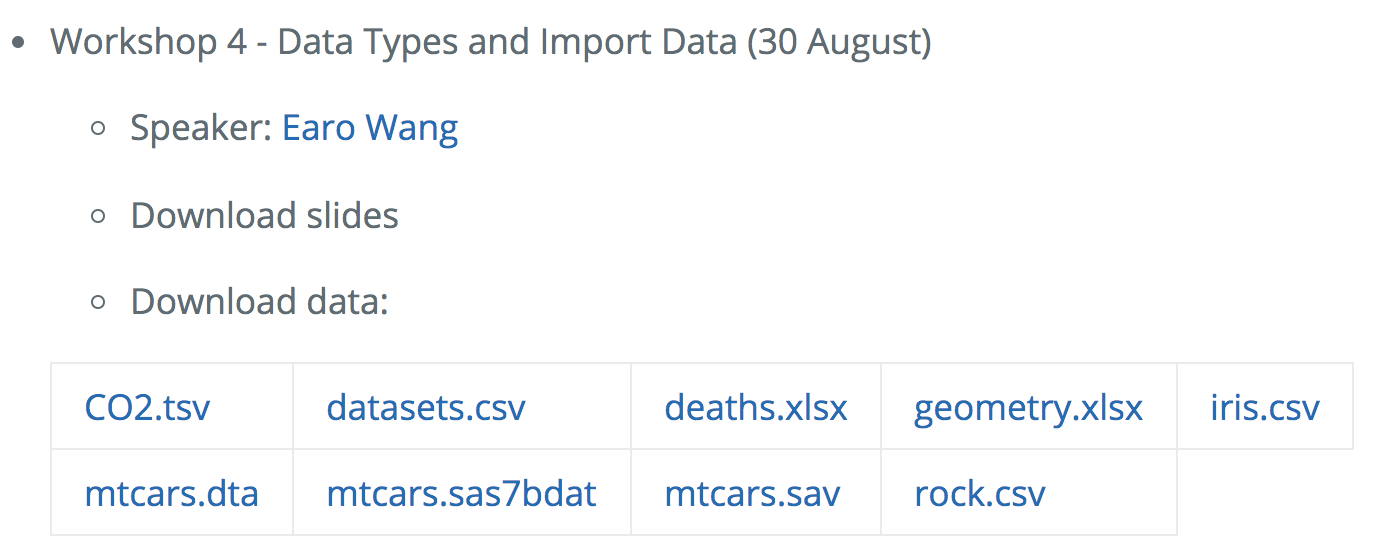 Workshop 4 - Data Types and Import Data (30 August)
Speaker: Earo Wang
Download slides
Download data:
CO2.tsv datasets.csv deaths.xlsx geometry.xlsx iris.csv
mtcars.dta mtcars.sas7bdat mtcars.sav rock.csv